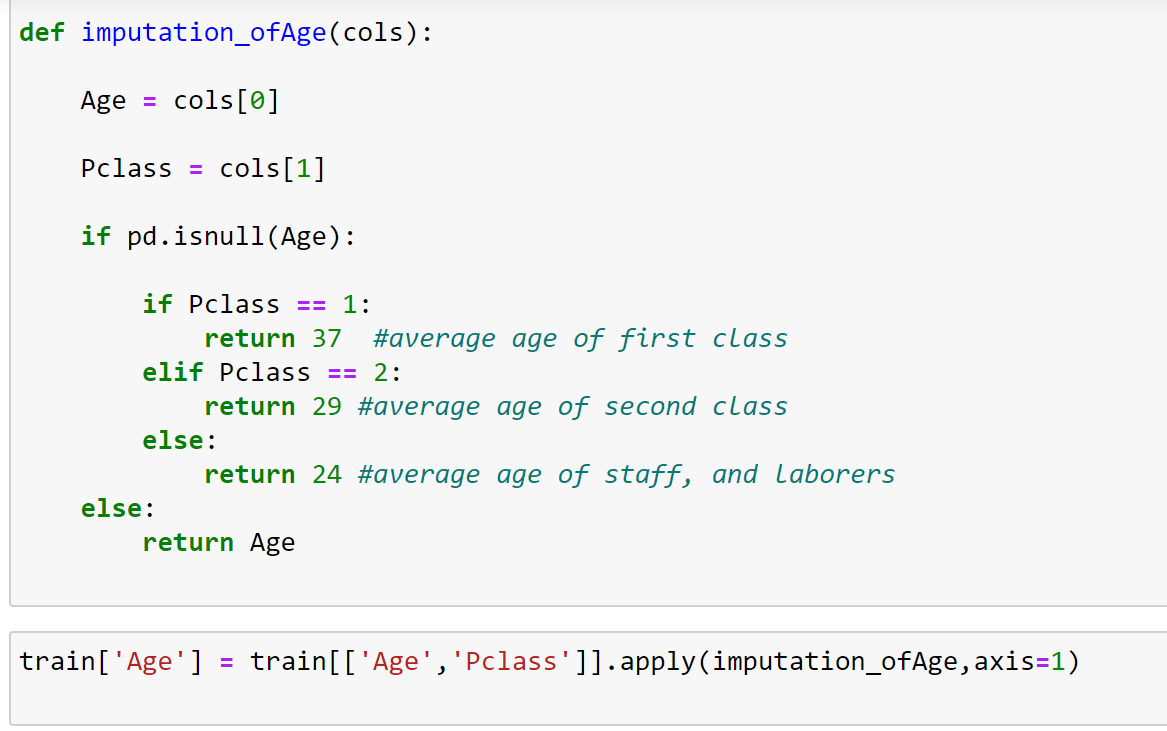 def imputation_ofAge(cols):
    Age = cols[0]
    Pclass = cols[1]
    if pd.isnull(Age):
        if Pclass == 1:
            return 37  #average age of first class
        elif Pclass == 2:
            return 29 #average age of second class
        else:
            return 24 #average age of staff, and laborers
    else:
        return Age
train['Age'] = train[['Age','Pclass']].apply(imputation_ofAge,axis=1)